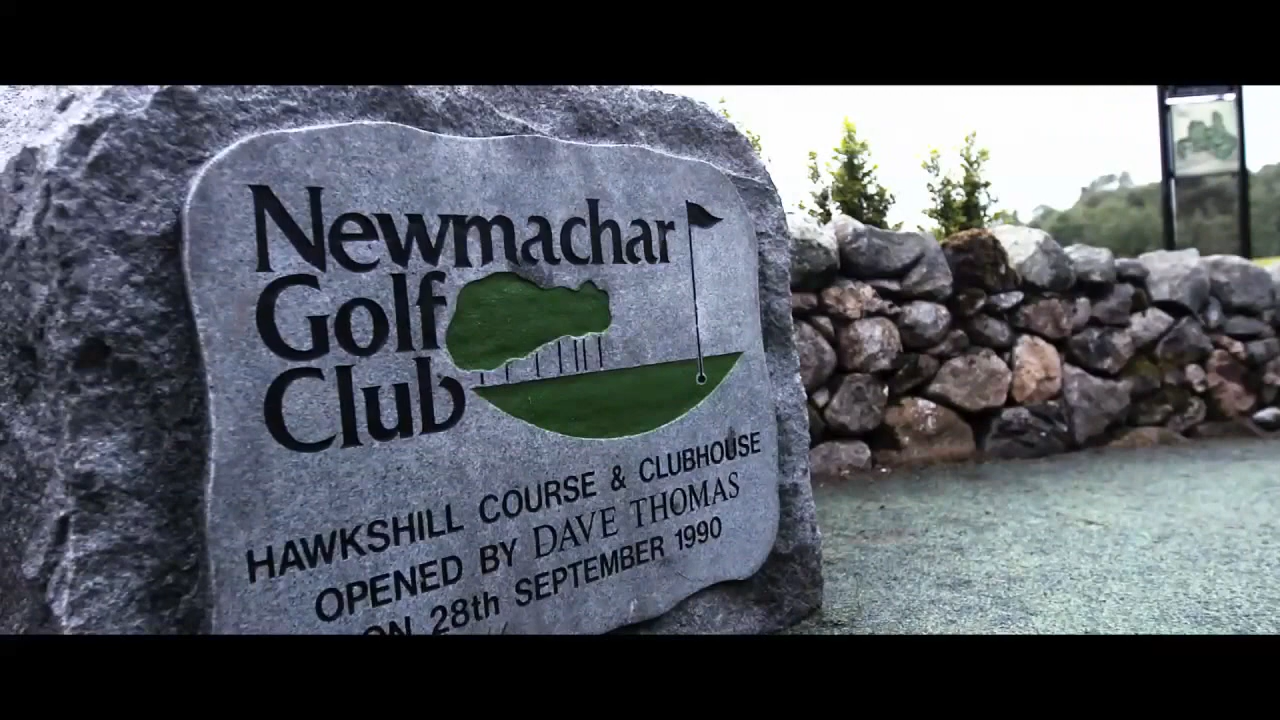 Newmachar
Golf
Club
HAWKSHILL COURSE & CLUBHOUSE
OPENED BY DAVE THOMAS
ON 28th SEPTEMBER 1990